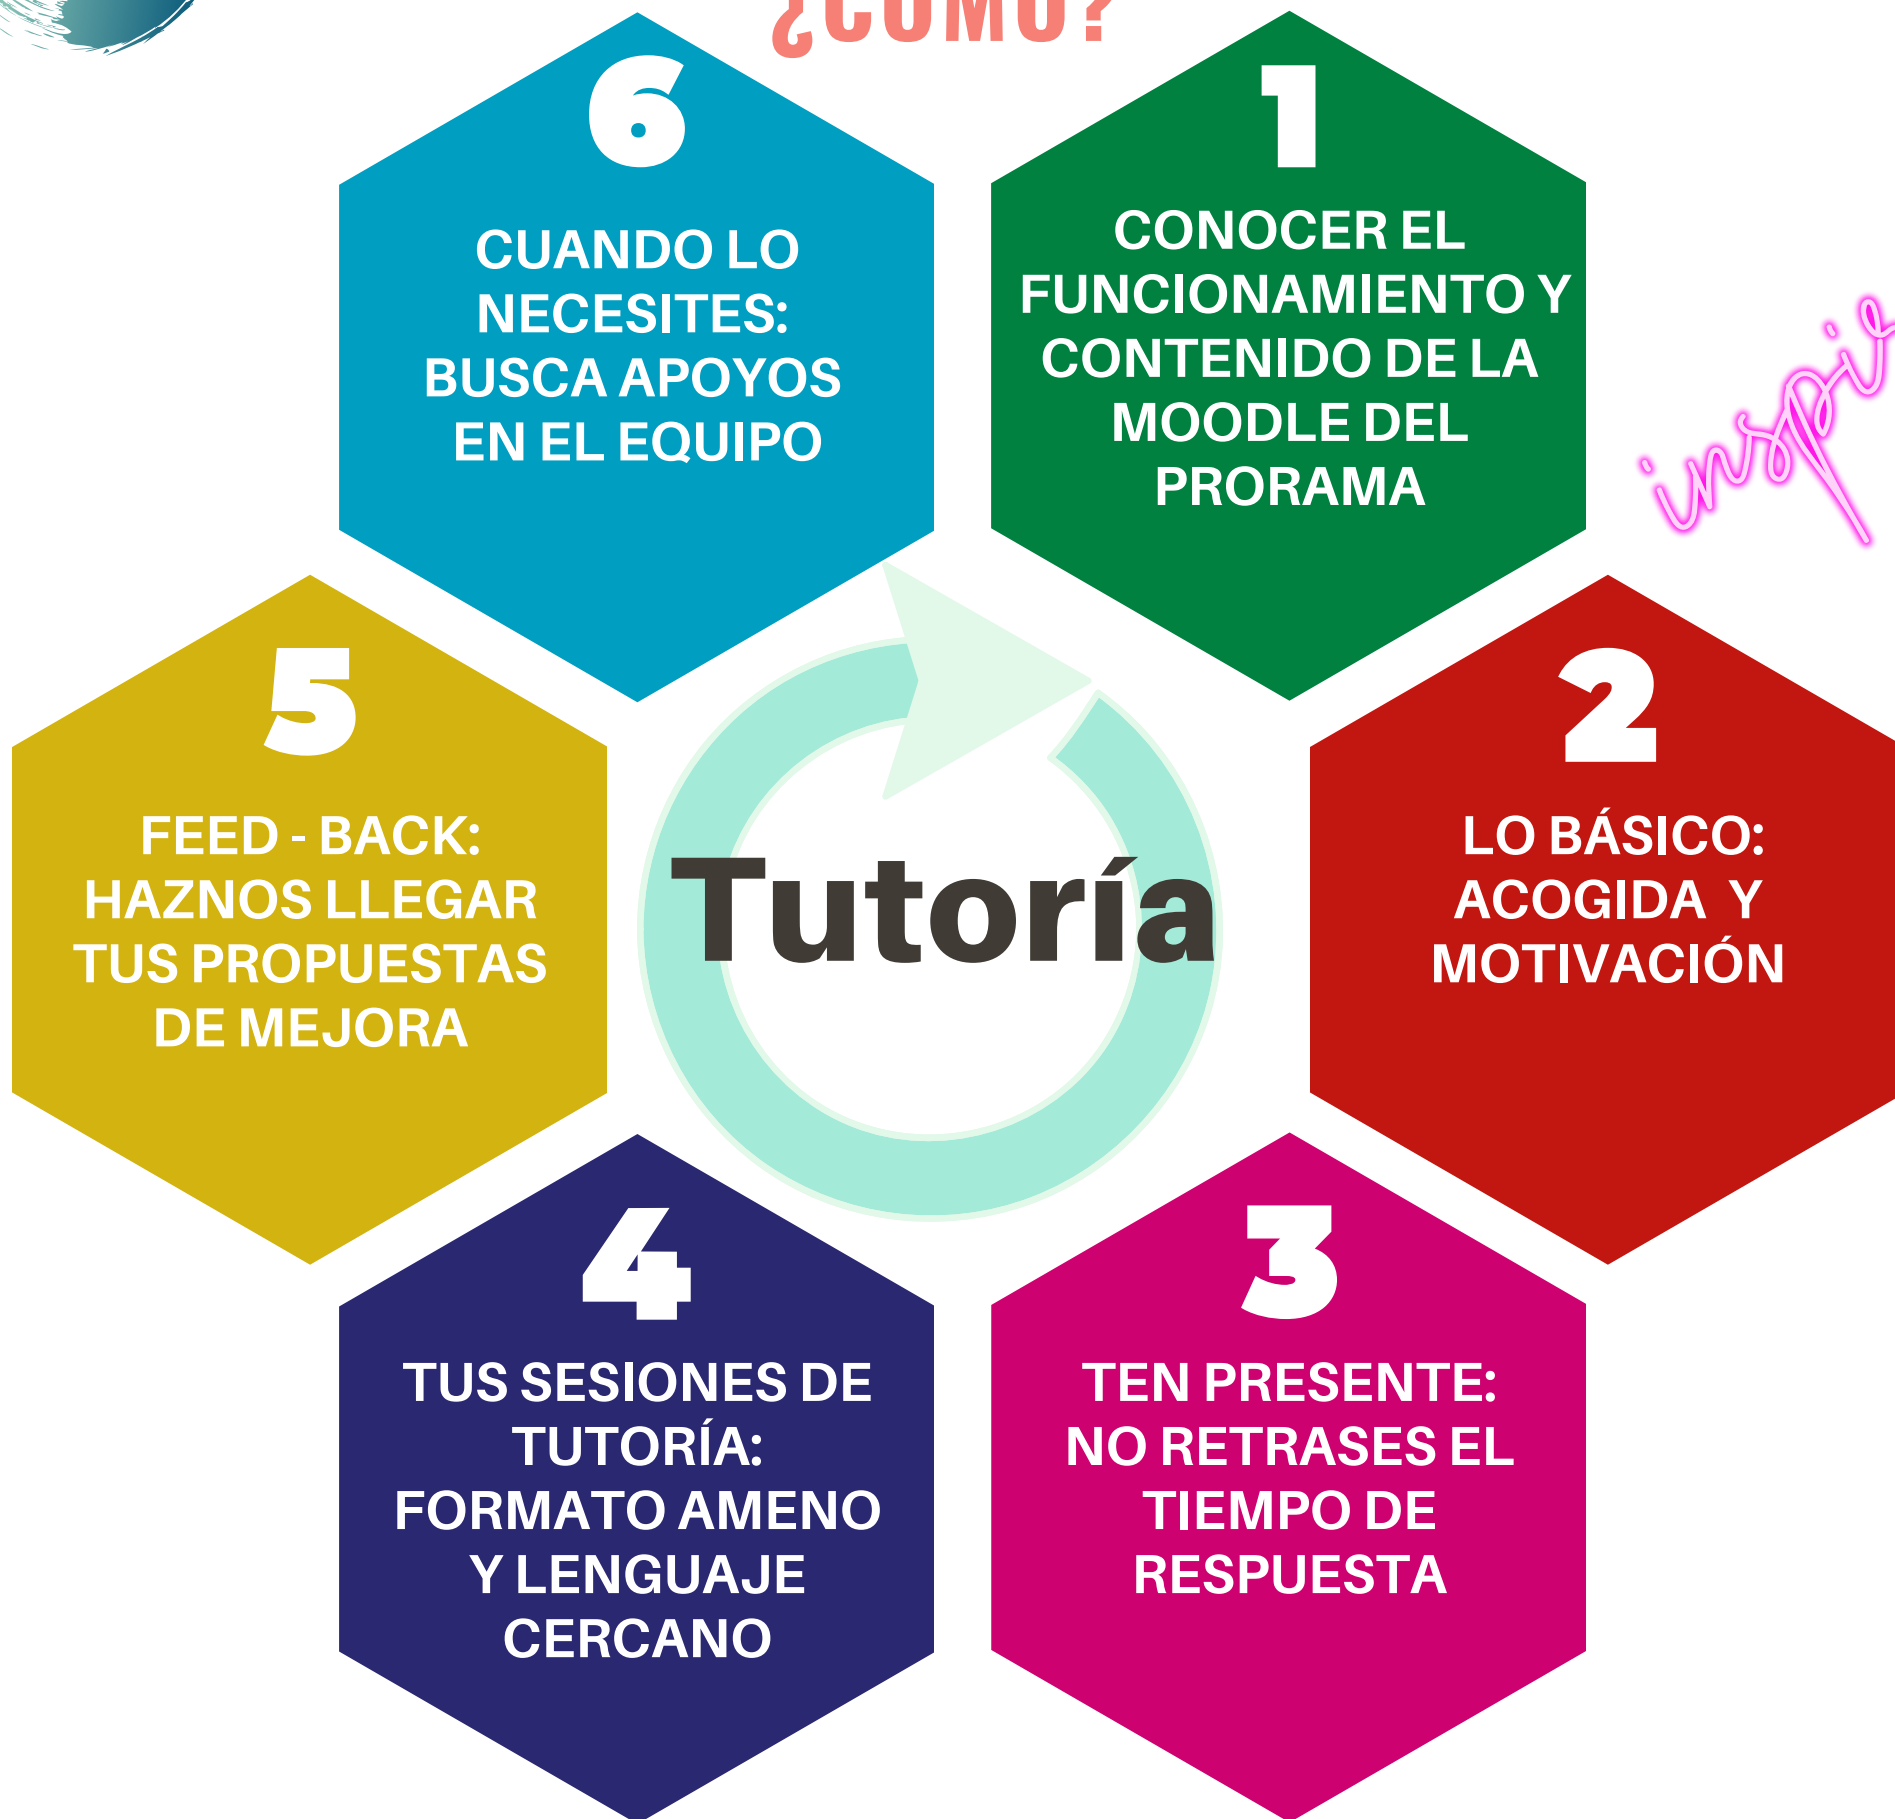 ¿CÓMO?
1
CONOCER EL
FUNCIONAMIENTO Y
CONTENIDO DE LA
MOODLE DEL
PRORAMA
2
LO BÁSICO:
ACOGIDA Y
MOTIVACIÓN
3
TEN PRESENTE:
NO RETRASES EL
TIEMPO DE
RESPUESTA
4
TUS SESIONES DE
TUTORÍA:
FORMATO AMENO
Y LENGUAJE
CERCANO
5
FEED - BACK:
HAZNOS LLEGAR
TUS PROPUESTAS
DE MEJORA
6
CUANDO LO
NECESITES:
BUSCA APOYOS
EN EL EQUIPO
Tutoría